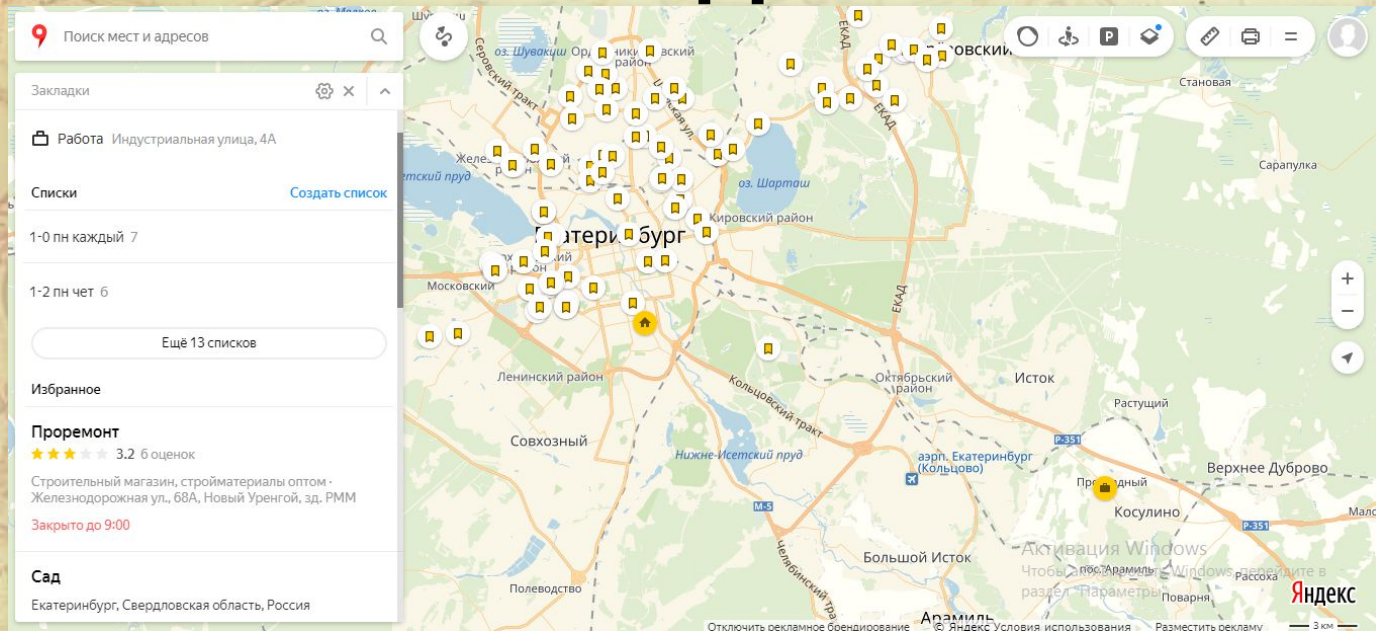 Поиск мест и адресов
Закладки
Работа Индустриальная улица, 4А
Списки Создать список
1-0 пн каждый 7
1-2 пн чет 6
Ещё 13 списков
Избранное
Проремонт
3.2 6 оценок
Строительный магазин, стройматериалы оптом ·
Железнодорожная ул., 68А, Новый Уренгой, зд. РММ
Закрыто до 9:00
Сад
Екатеринбург, Свердловская область, Россия
оз. Шувакиш
Серовский тракт
район
P
ЕКАД
Становая
Сарапулка
оз. Шарташ
Кировский район
Московский
ЕКАД
Ленинский район
Кольцовский тракт
Октябрьский
район
Исток
Растущий
Совхозный
Нижне-Исетский пруд
Р-351
аэрп. Екатеринбург
(Кольцово)
Верхнее Дуброво
Косулино
М-5
Р-351
Большой Исток
Активация Windows
пос. Арамиль
Рассоха
Полеводство
Челябинский
Поварня
Яндекс
Арамиль
Отключить рекламное брендирование © Яндекс Условия использования Разместить рекламу 3 км